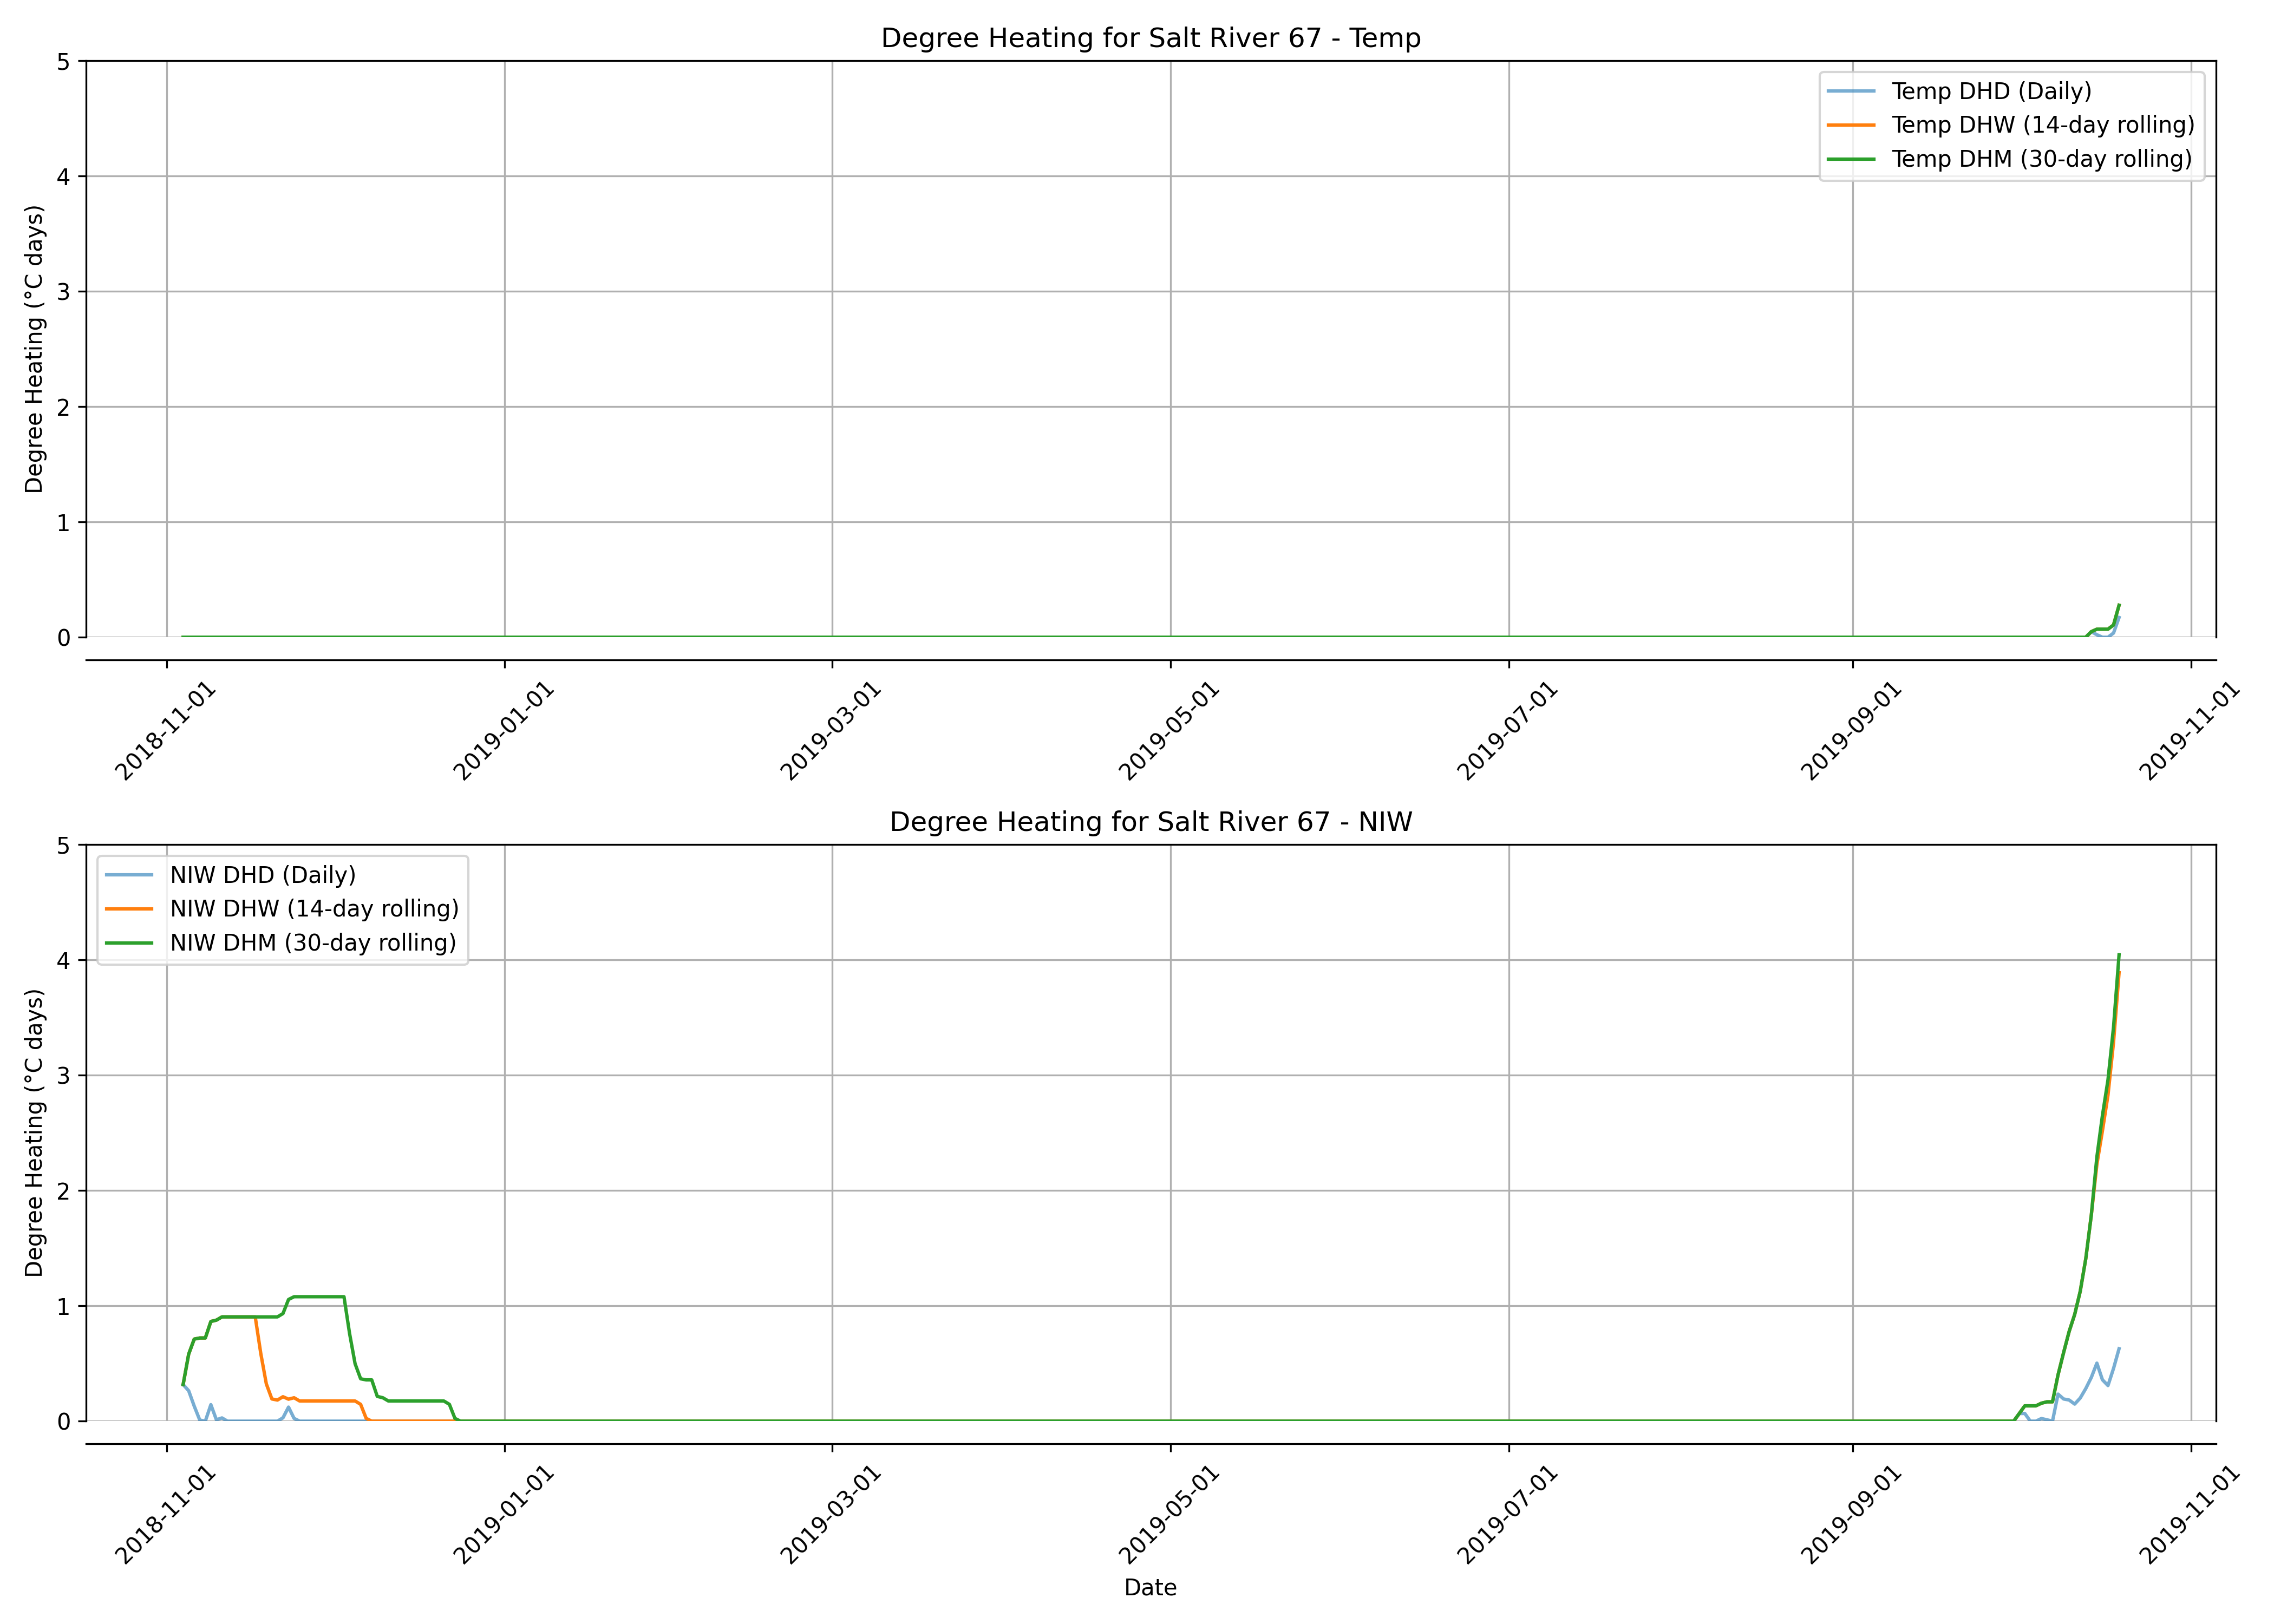 Degree Heating for Salt River 67 - Temp
5
4
3
2
1
0
Degree Heating (°C days)
Temp DHD (Daily)
Temp DHW (14-day rolling)
Temp DHM (30-day rolling)
2018-11-01
2019-01-01
2019-03-01
2019-05-01
2019-07-01
2019-09-01
2019-11-01
Degree Heating for Salt River 67 - NIW
5
4
3
2
1
0
Degree Heating (°C days)
NIW DHD (Daily)
NIW DHW (14-day rolling)
NIW DHM (30-day rolling)
2018-11-01
2019-01-01
2019-03-01
2019-05-01
2019-07-01
2019-09-01
2019-11-01
Date